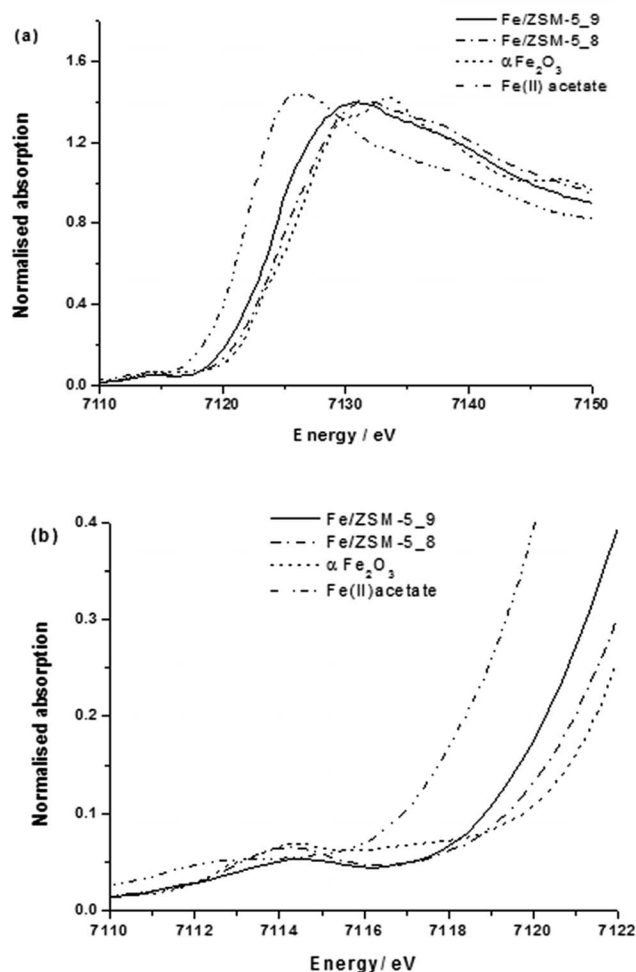 (a)
Fe/ZSM-5_9
Fe/ZSM-5_8
αFe2O3
Fe(II) acetate
1.6
1.2
0.8
0.4
0.0
Normalised absorption
7110 7120 7130 7140 7150
Energy / eV
(b)
Fe/ZSM-5_9
Fe/ZSM-5_8
α Fe2O3
Fe(II)acetate
0.4
0.3
0.2
0.1
0.0
Normalised absorption
7110 7112 7114 7116 7118 7120 7122
Energy/ eV